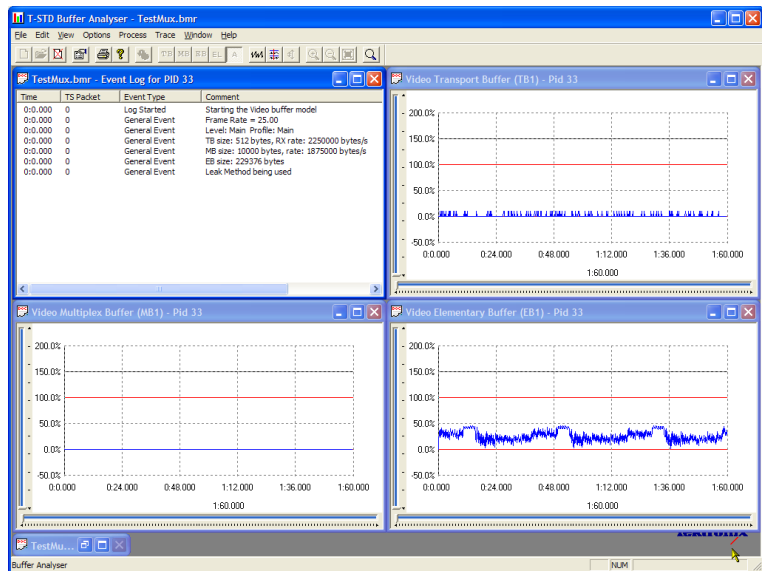 T-STD Buffer Analyser - TestMux.bmr
File Edit View Options Process Trace Window Help
TB MB EB EL A
TestMux.bmr - Event Log for PID 33
Time TS Packet Event Type Comment
0:0.000 0 Log Started Starting the Video buffer model
0:0.000 0 General Event Frame Rate = 25.00
0:0.000 0 General Event Level: Main Profile: Main
0:0.000 0 General Event TB size: 512 bytes, RX rate: 2250000 bytes/s
0:0.000 0 General Event MB size: 10000 bytes, rate: 1875000 bytes/s
0:0.000 0 General Event EB size: 229376 bytes
0:0.000 0 General Event Leak Method being used
Video Transport Buffer (TB1) - Pid 33
200.0%
150.0%
100.0%
50.0%
0.0%
-50.0%
0:0.000 0:24.000 0:48.000 1:12.000 1:36.000 1:60.000
1:60.000
Video Multiplex Buffer (MB1) - Pid 33
200.0%
150.0%
100.0%
50.0%
0.0%
-50.0%
0:0.000 0:24.000 0:48.000 1:12.000 1:36.000 1:60.000
1:60.000
Video Elementary Buffer (EB1) - Pid 33
200.0%
150.0%
100.0%
50.0%
0.0%
-50.0%
0:0.000 0:24.000 0:48.000 1:12.000 1:36.000 1:60.000
1:60.000
TestMu...
Buffer Analyser
NUM